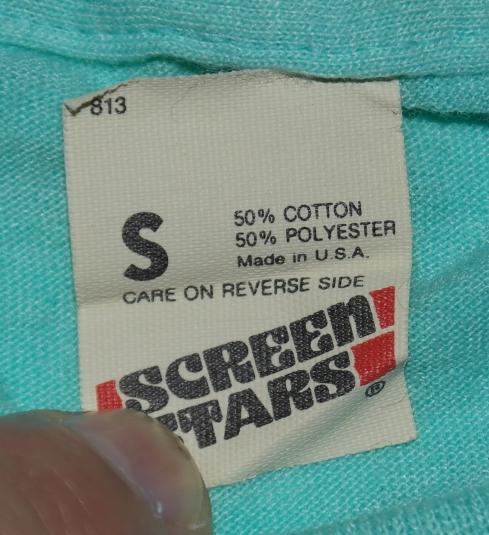 813
S
50% COTTON
50% POLYESTER
Made in U.S.A.
CARE ON REVERSE SIDE
SCREEN
STARS®